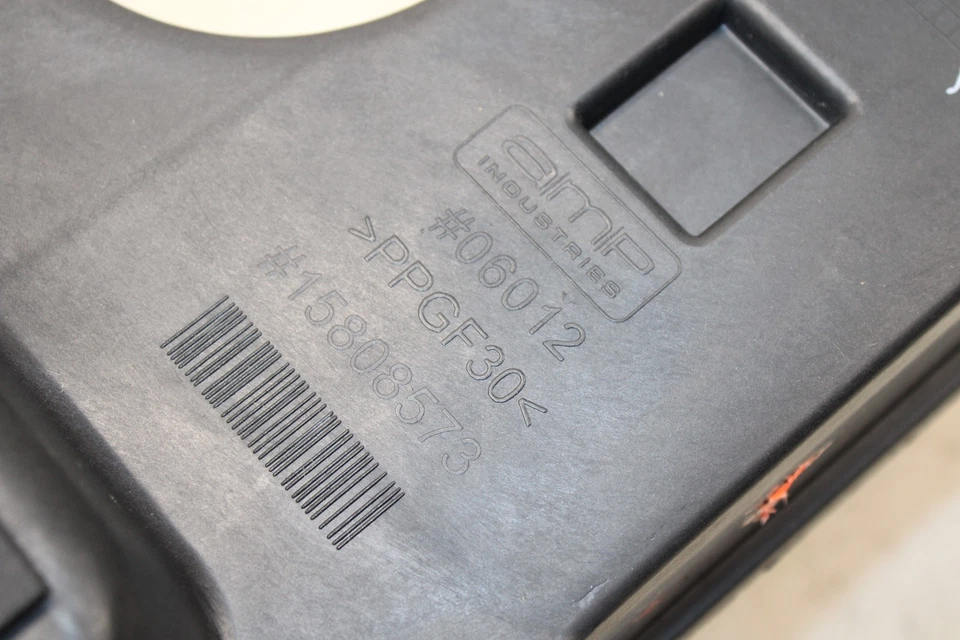 amp
INDUSTRIES
#06012
>PPGF30<
#15808573